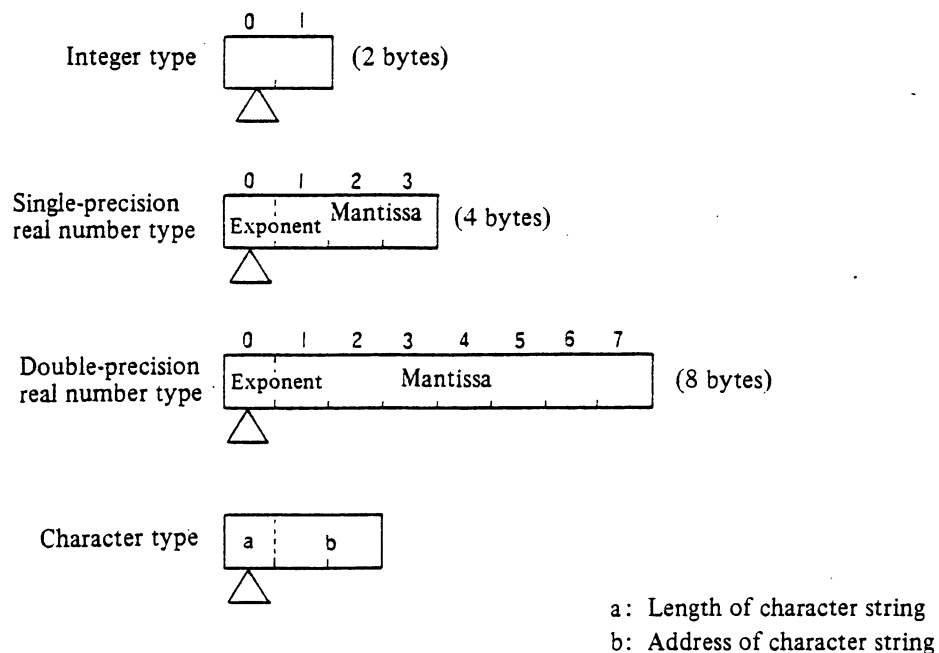 0 1
Integer type (2 bytes)
0 1 2 3
Single-precision
real number type
Exponent Mantissa (4 bytes)
0 1 2 3 4 5 6 7
Double-precision
real number type
Exponent Mantissa (8 bytes)
Character type a b
a: Length of character string
b: Address of character string